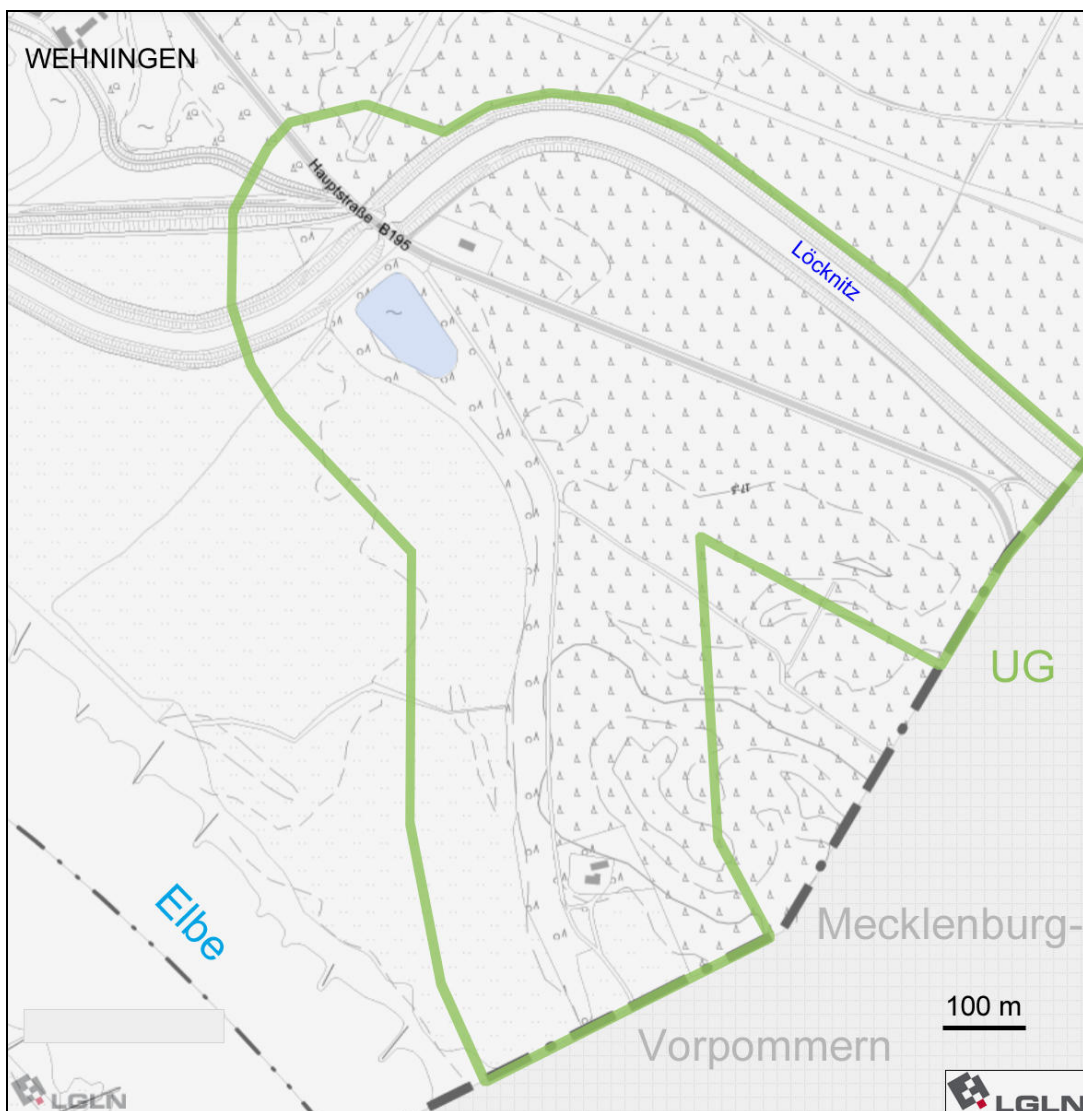 WEHNINGEN
Hauptstraße B195
Löcknitz
UG
Elbe
Mecklenburg-
Vorpommern
100 m
LGLN
LGLN